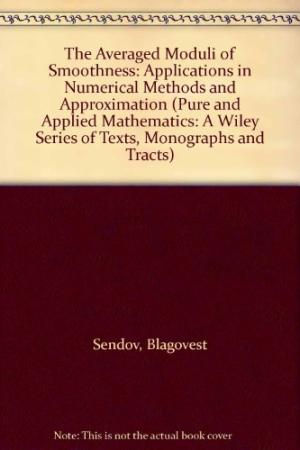 The Averaged Moduli of
Smoothness: Applications in
Numerical Methods and
Approximation (Pure and
Applied Mathematics: A Wiley
Series of Texts, Monographs and
Tracts)
Sendov, Blagovest
Note: This is not the actual book cover